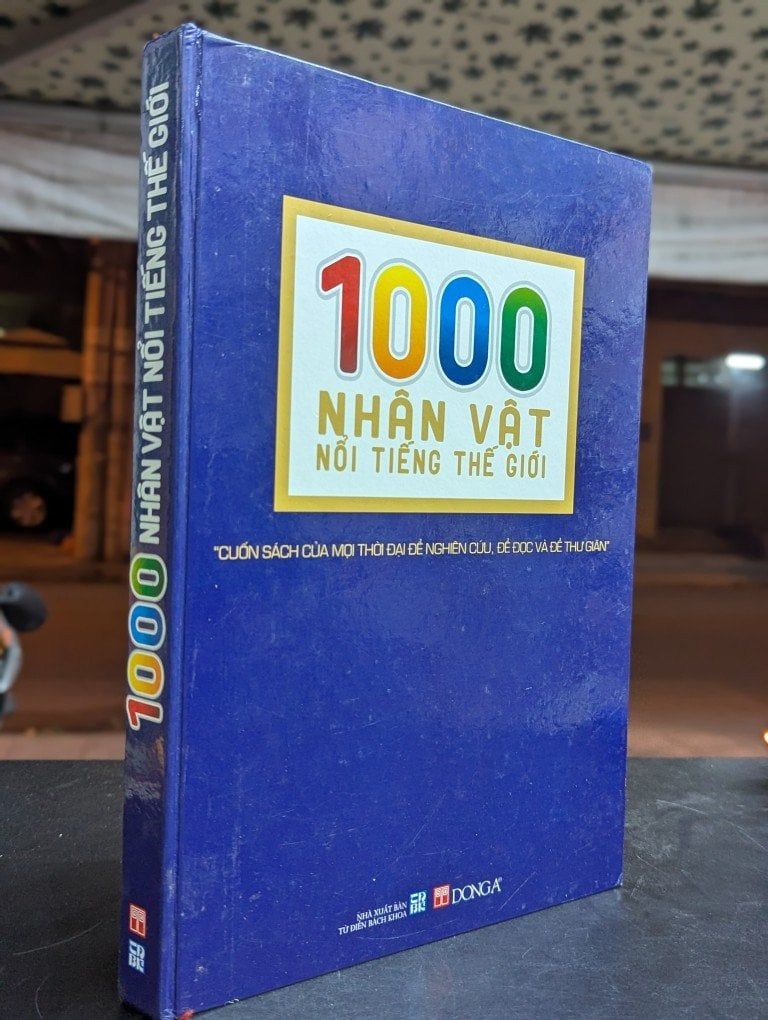 1000 NHÂN VẬT NỔI TIẾNG THẾ GIỚI
1000
NHÂN VẬT
NỔI TIẾNG THẾ GIỚI
"CUỐN SÁCH CỦA MỌI THỜI ĐẠI ĐỂ NGHIÊN CỨU, ĐỂ ĐỌC VÀ ĐỂ THƯ GIÃN"
NHÀ XUẤT BẢN
TỪ ĐIỂN BÁCH KHOA
DONGA